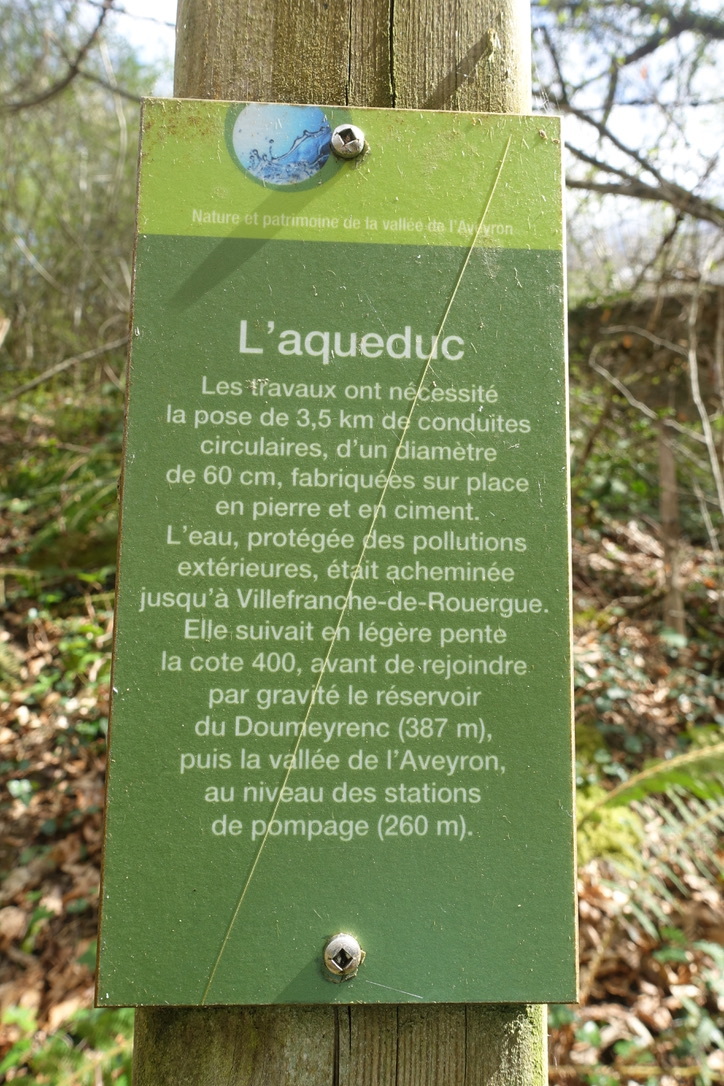 Nature et patrimoine de la vallée de l'Aveyron
L'aqueduc
Les travaux ont nécessité
la pose de 3,5 km de conduites
circulaires, d'un diamètre
de 60 cm, fabriquées sur place
en pierre et en ciment.
L'eau, protégée des pollutions
extérieures, était acheminée
jusqu'à Villefranche-de-Rouergue.
Elle suivait en légère pente
la cote 400, avant de rejoindre
par gravité le réservoir
du Doumeyrenc (387 m),
puis la vallée de l'Aveyron,
au niveau des stations
de pompage (260 m).